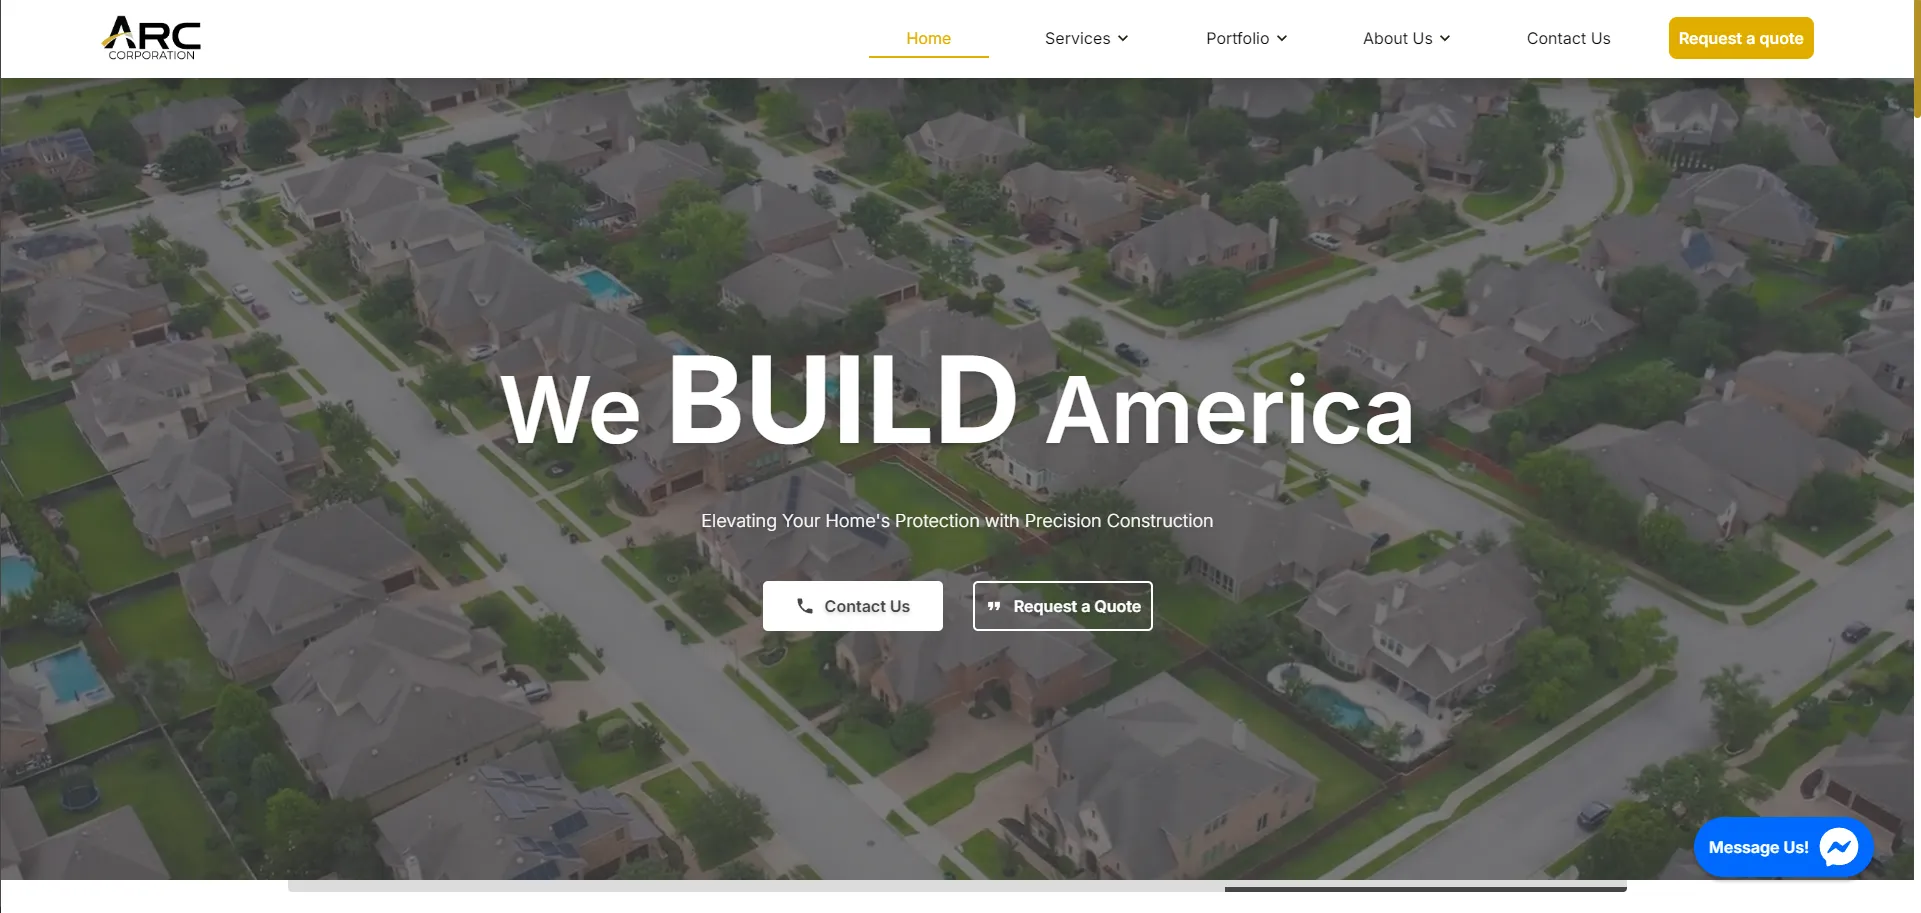 ARC
CORPORATION
Home
Services
Portfolio
About Us
Contact Us
Request a quote
We BUILD America
Elevating Your Home's Protection with Precision Construction
Contact Us
Request a Quote
Message Us!